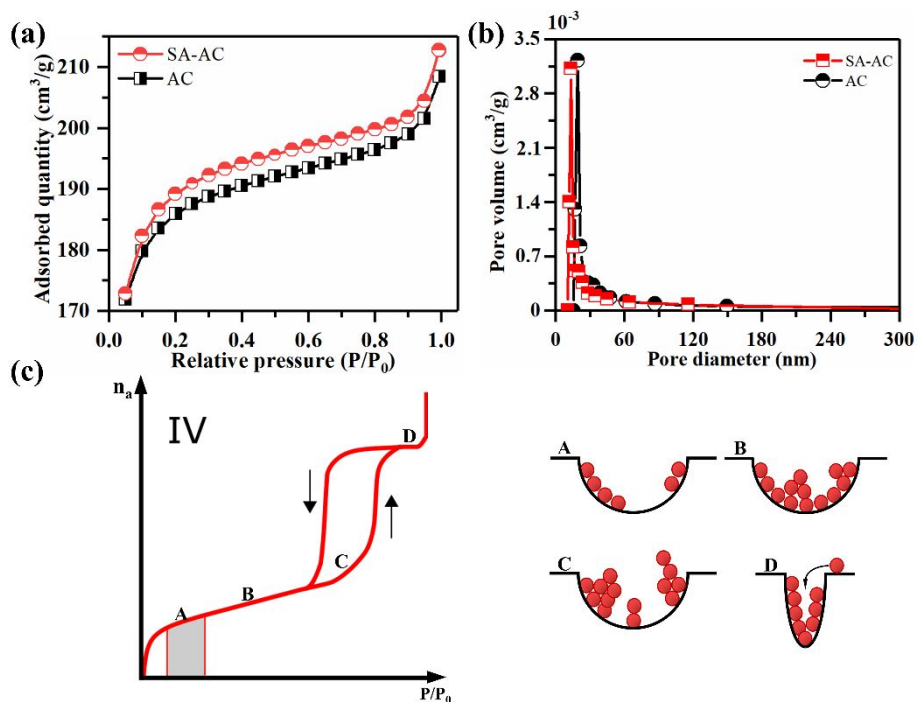 (a)
SA-AC
AC
Adsorbed quantity (cm³/g)
210
200
190
180
170
0.0 0.2 0.4 0.6 0.8 1.0
Relative pressure (P/P₀)
(b)
×10⁻³
SA-AC
AC
Pore volume (cm³/g)
3.5
2.8
2.1
1.4
0.7
0
0 60 120 180 240 300
Pore diameter (nm)
(c)
nₐ
IV
D
C
B
A
P/P₀
A B
C D